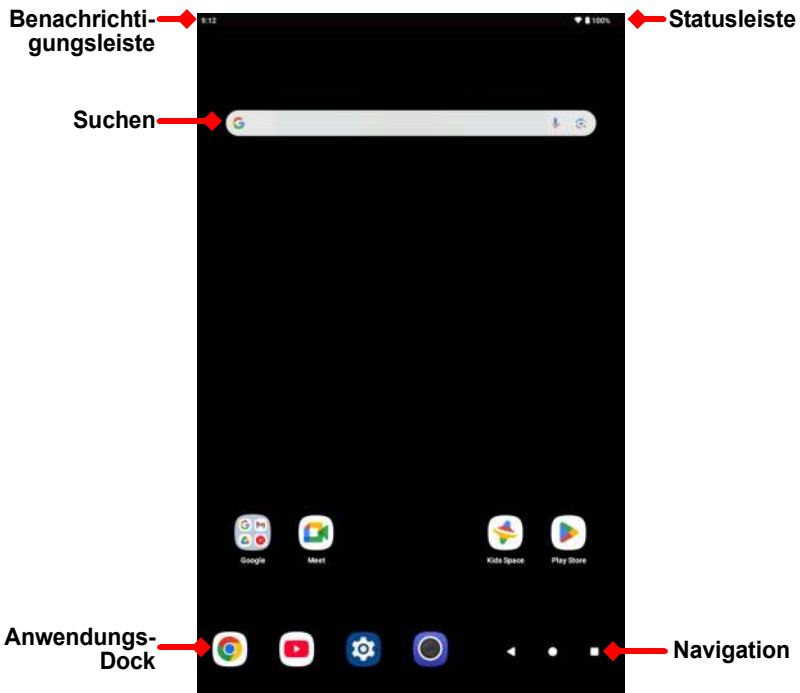 Benachrichti-
gungsleiste
9:12
100%
Statusleiste
Suchen
Google
Meet
Kids Space
Play Store
Anwendungs-
Dock
Navigation